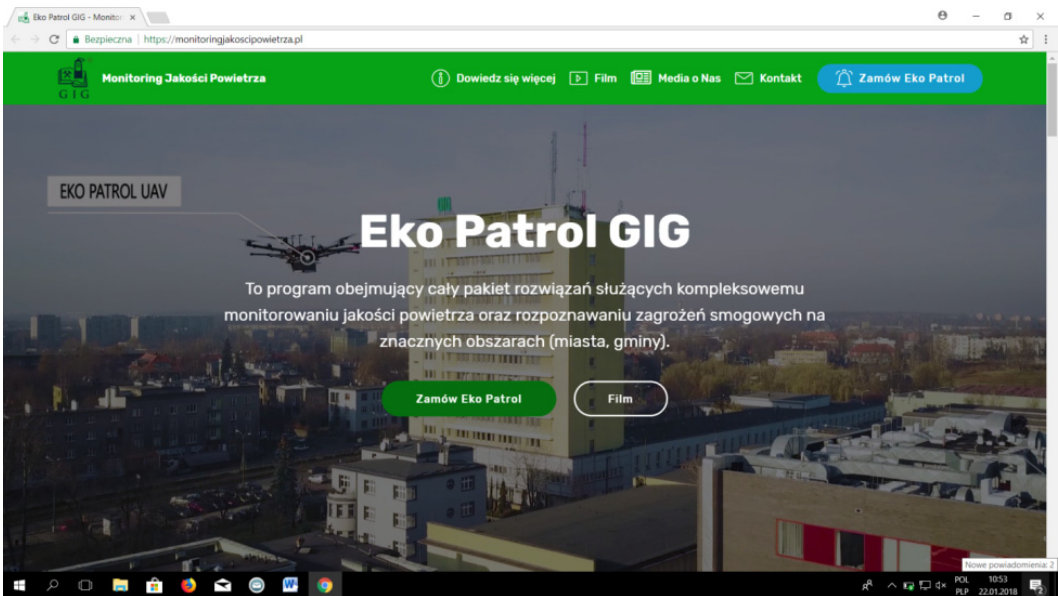 Eko Patrol GIG - Monitor
Bezpieczna https://monitoringjakoscipowietrza.pl
GIG
Monitoring Jakości Powietrza
Dowiedz się więcej
Film
Media o Nas
Kontakt
Zamów Eko Patrol
EKO PATROL UAV
Eko Patrol GIG
To program obejmujący cały pakiet rozwiązań służących kompleksowemu
monitorowaniu jakości powietrza oraz rozpoznawaniu zagrożeń smogowych na
znacznych obszarach (miasta, gminy).
Zamów Eko Patrol
Film
Nowe powiadomienia: 2
POL
PLP
10:53
22.01.2018
2